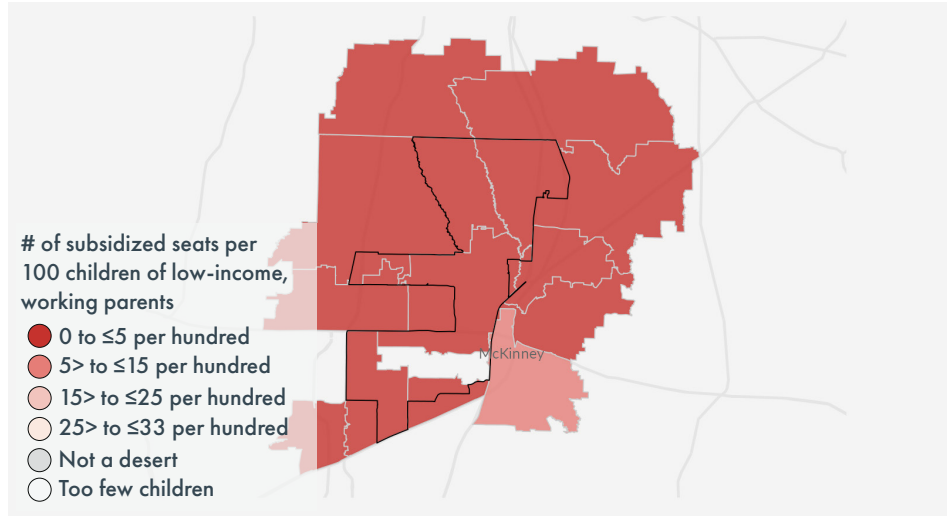 McKinney
# of subsidized seats per
100 children of low-income,
working parents
0 to ≤5 per hundred
5> to ≤15 per hundred
15> to ≤25 per hundred
25> to ≤33 per hundred
Not a desert
Too few children